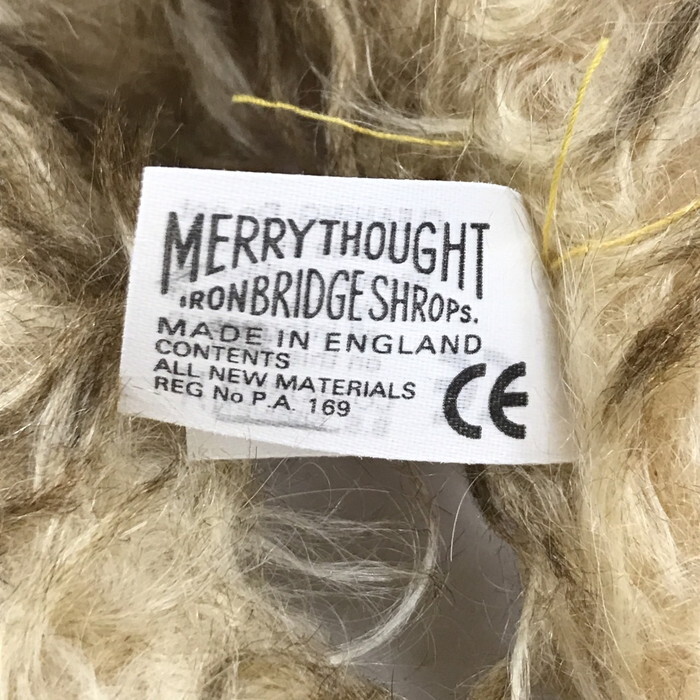 MERRYTHOUGHT
IRONBRIDGE SHROPS.
MADE IN ENGLAND
CONTENTS
ALL NEW MATERIALS
REG No P.A. 169
CE